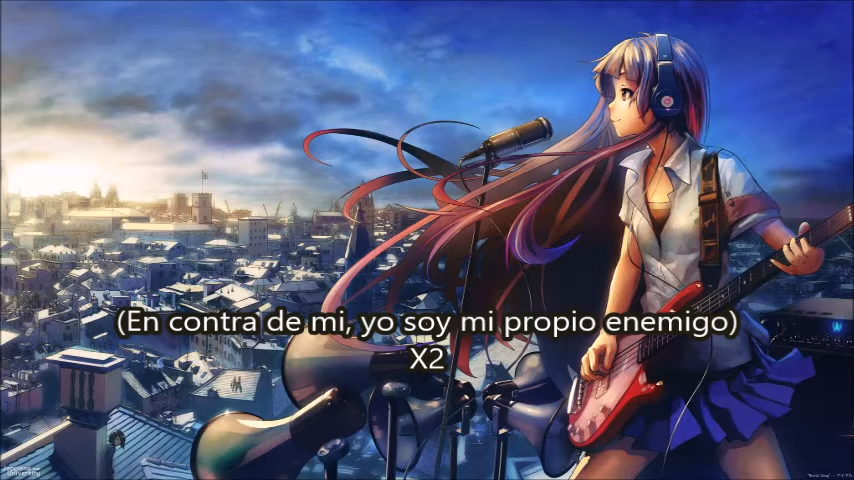 (En contra de mi, yo soy mi propio enemigo)
X2